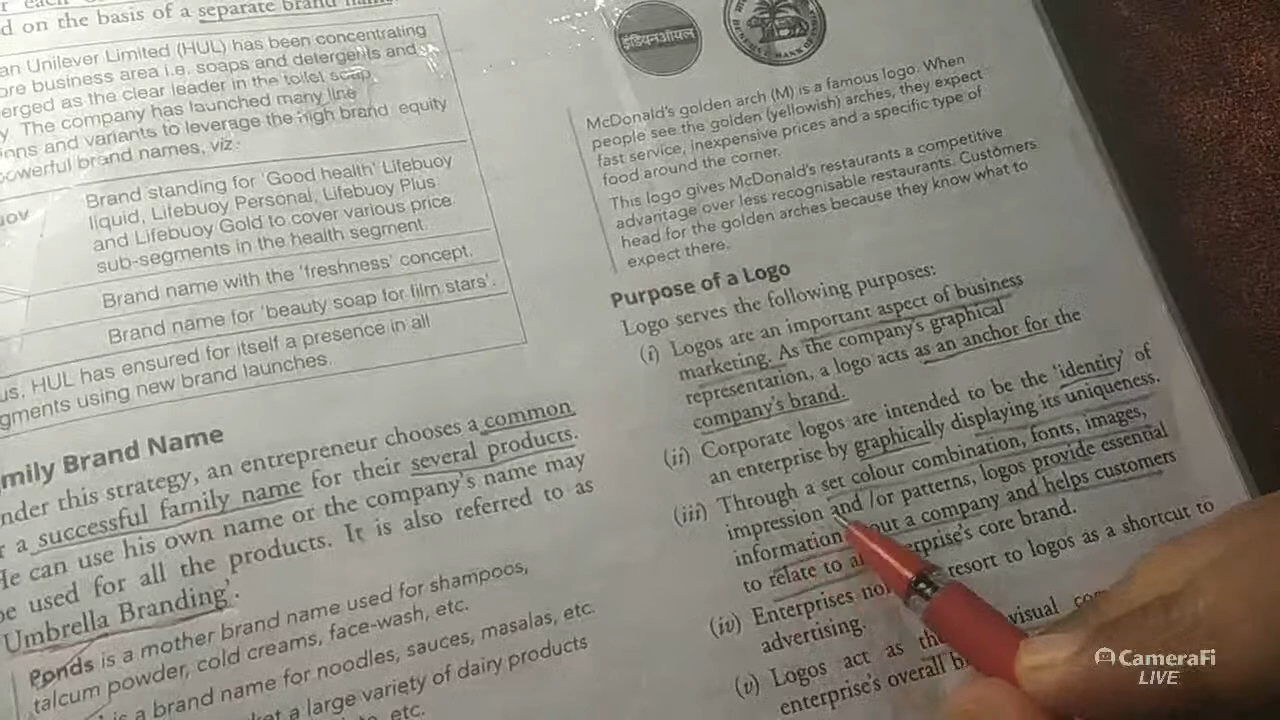 d on the basis of a separate brand name.
an Unilever Limited (HUL) has been concentrating
ore business area i.e. soaps and detergents and
erged as the clear leader in the toilet soap
y. The company has launched many line
ons and variants to leverage the high brand equity
powerful brand names, viz:
Brand standing for 'Good health' Lifebuoy
liquid, Lifebuoy Personal, Lifebuoy Plus
and Lifebuoy Gold to cover various price
sub-segments in the health segment.
Brand name with the 'freshness' concept.
Brand name for 'beauty soap for film stars'.
us, HUL has ensured for itself a presence in all
gments using new brand launches.
mily Brand Name
nder this strategy, an entrepreneur chooses a common
r a successful family name for their several products.
He can use his own name or the company's name may
be used for all the products. It is also referred to as
Umbrella Branding'.
Ponds is a mother brand name used for shampoos,
talcum powder, cold creams, face-wash, etc.
is a brand name for noodles, sauces, masalas, etc.
a large variety of dairy products
etc.
इंडियनऑयल
McDonald's golden arch (M) is a famous logo. When
people see the golden (yellowish) arches, they expect
fast service, inexpensive prices and a specific type of
food around the corner.
This logo gives McDonald's restaurants a competitive
advantage over less recognisable restaurants. Customers
head for the golden arches because they know what to
expect there.
Purpose of a Logo
Logo serves the following purposes:
(i) Logos are an important aspect of business
marketing. As the company's graphical
representation, a logo acts as an anchor for the
company's brand.
(ii) Corporate logos are intended to be the 'identity' of
an enterprise by graphically displaying its uniqueness.
(iii) Through a set colour combination, fonts, images,
impression and /or patterns, logos provide essential
information out a company and helps customers
to relate to a erprise's core brand.
(iv) Enterprises no resort to logos as a shortcut to
advertising.
(v) Logos act as th visual com
enterprise's overall b
CameraFi
LIVE